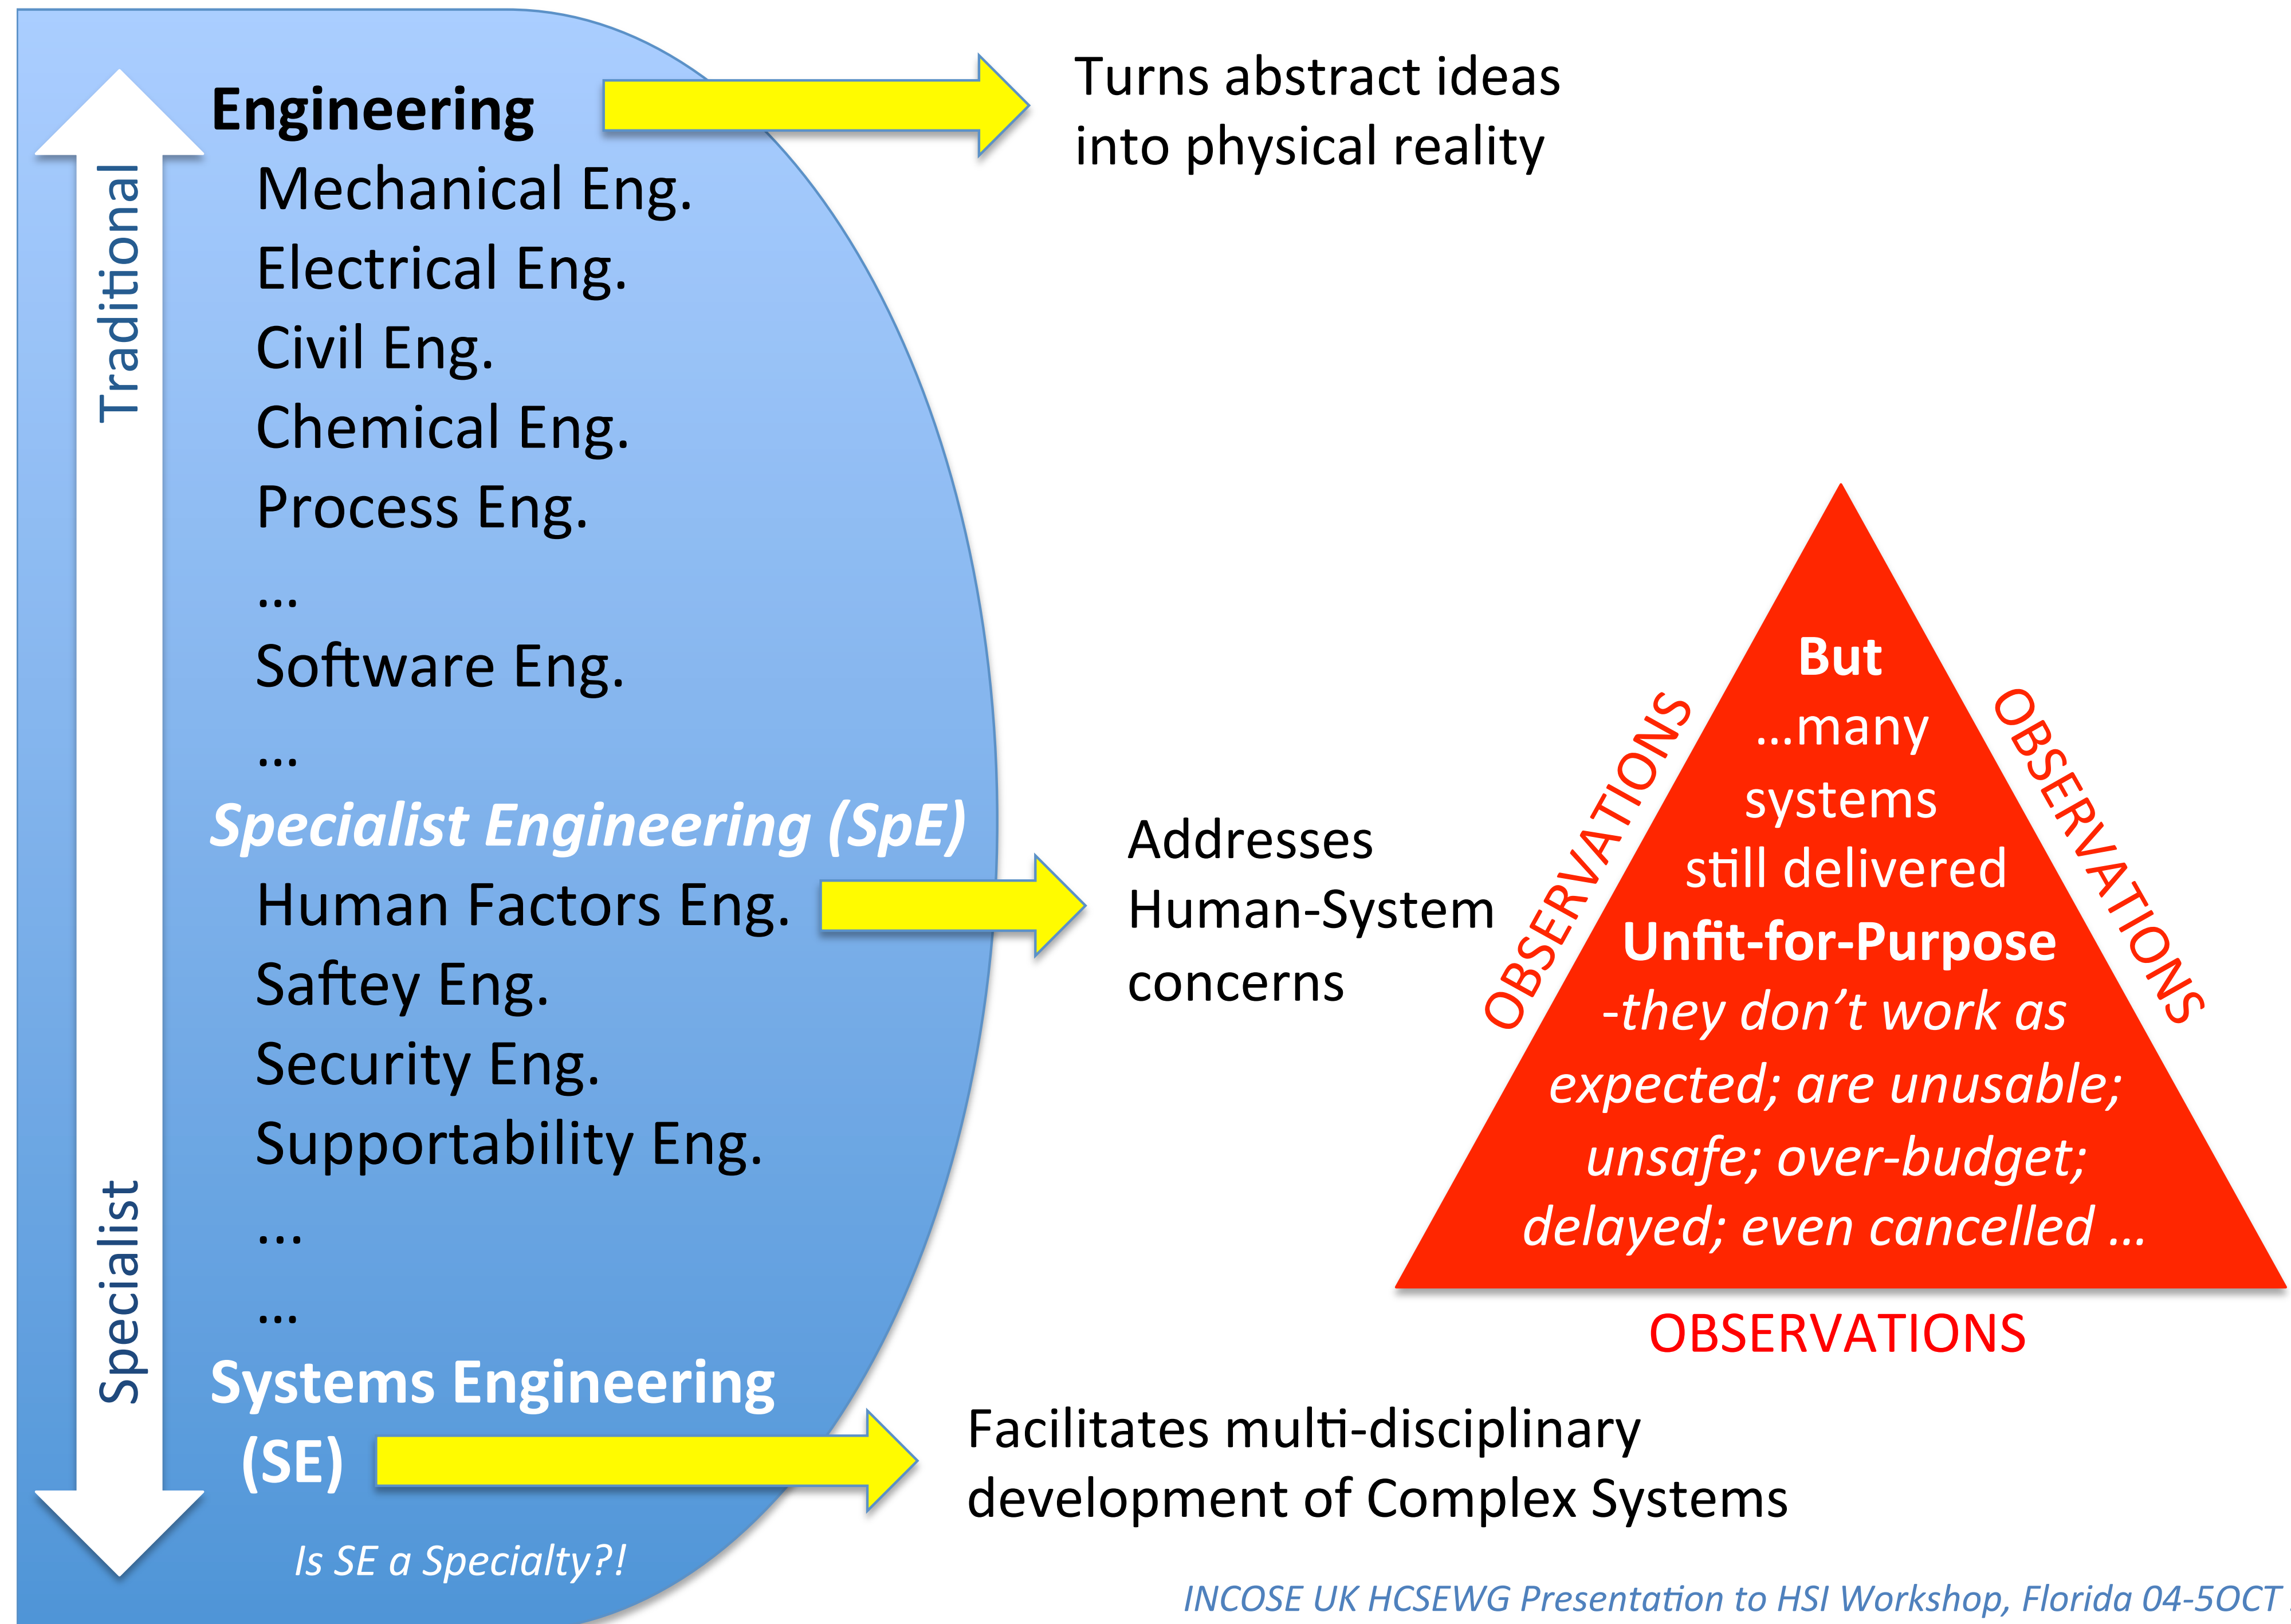 Traditional
Specialist
Engineering
Mechanical Eng.
Electrical Eng.
Civil Eng.
Chemical Eng.
Process Eng.
...
Software Eng.
...
Specialist Engineering (SpE)
Human Factors Eng.
Saftey Eng.
Security Eng.
Supportability Eng.
...
...
Systems Engineering
(SE)
Is SE a Specialty?!
Turns abstract ideas
into physical reality
Addresses
Human-System
concerns
Facilitates multi-disciplinary
development of Complex Systems
OBSERVATIONS
But
...many
systems
still delivered
Unfit-for-Purpose
-they don’t work as
expected; are unusable;
unsafe; over-budget;
delayed; even cancelled ...
OBSERVATIONS
OBSERVATIONS
INCOSE UK HCSEWG Presentation to HSI Workshop, Florida 04-5OCT